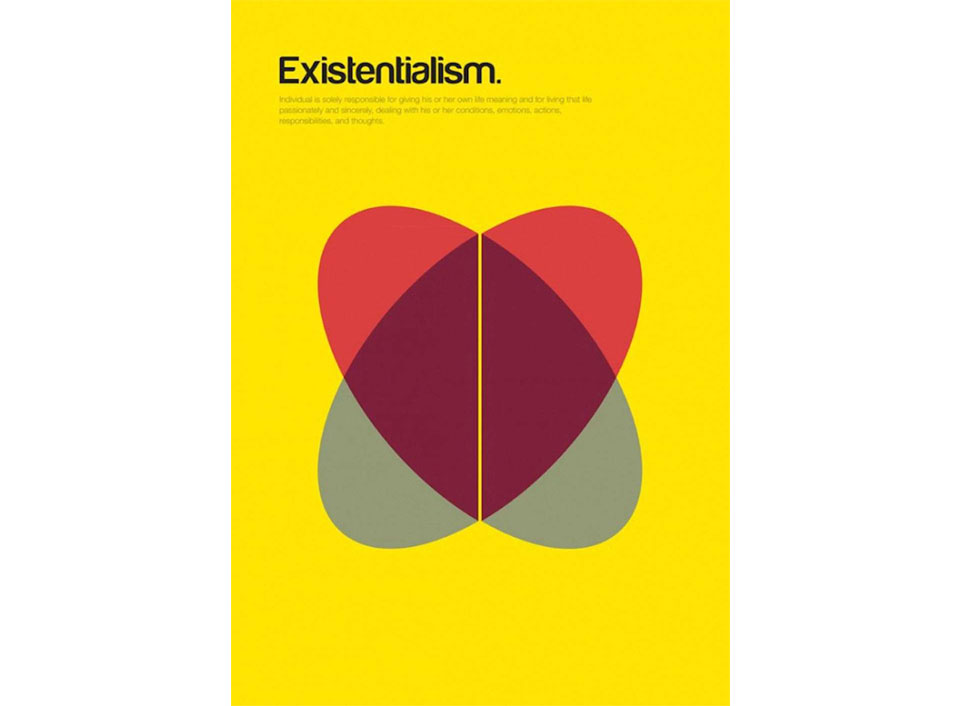 Existentialism.
Individual is solely responsible for giving his or her own life meaning and for living that life
passionately and sincerely, dealing with his or her conditions, emotions, actions,
responsibilities, and thoughts.